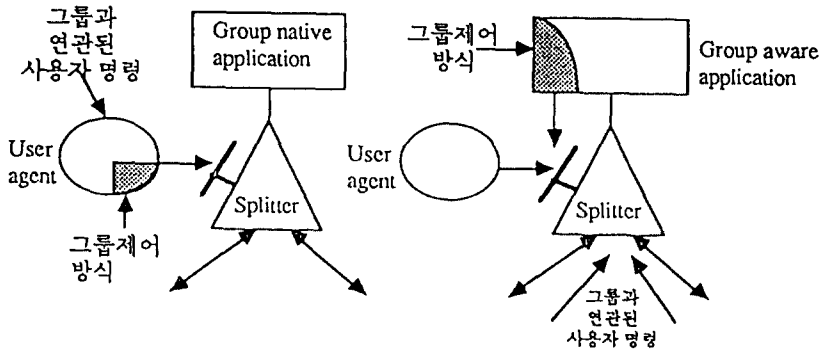 그룹과
연관된
사용자 명령
Group native
application
User
agent
Splitter
그룹제어
방식
그룹제어
방식
Group aware
application
User
agent
Splitter
그룹과
연관된
사용자 명령